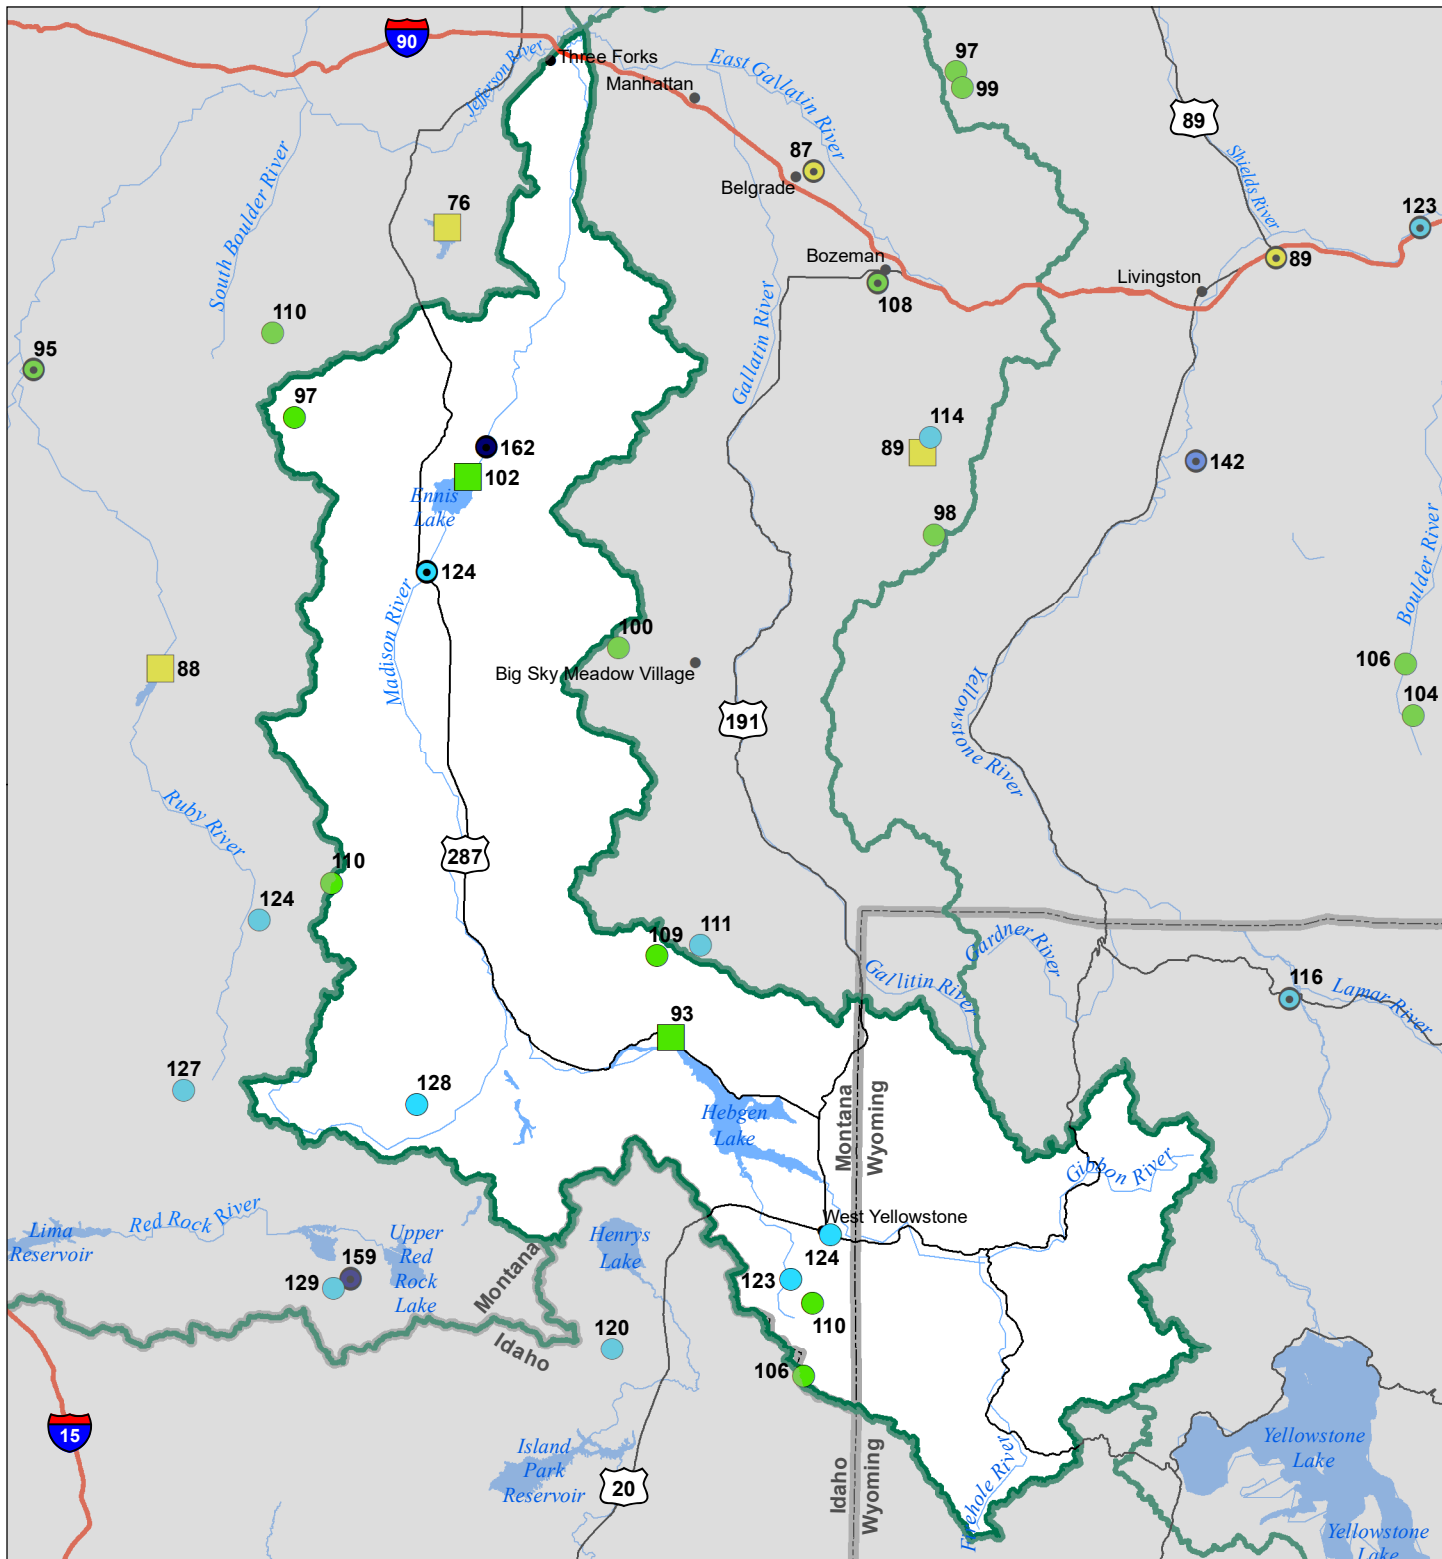 90
Jefferson River
Three Forks
Manhattan
East Gallatin River
97
99
89
South Boulder River
76
87
Belgrade
Shields River
123
Bozeman
108
89
Livingston
110
95
97
Gallatin River
162
102
Ennis
Lake
114
89
142
98
Boulder River
124
Madison River
100
Big Sky Meadow Village
88
106
104
191
Yellowstone River
Ruby River
287
110
124
109
111
Gallitin River
Gardner River
116
Lamar River
93
127
128
Hebgen
Lake
Montana
Wyoming
Gibbon River
Lima
Reservoir
Red Rock River
Upper
Red
Rock
Lake
159
129
Montana
Idaho
Henrys
Lake
West Yellowstone
124
123
110
120
106
15
Island
Park
Reservoir
20
Idaho
Wyoming
Firehole River
Yellowstone
Lake
Yellowstone
Lake